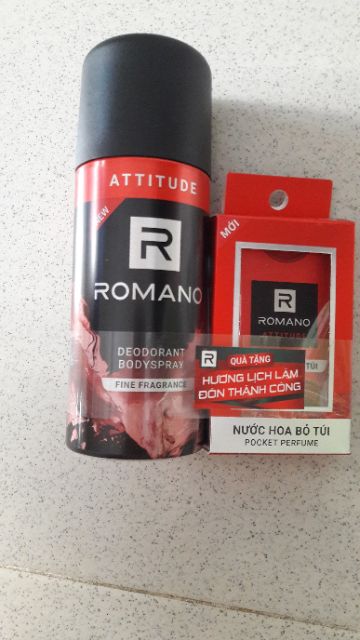 ATTITUDE
NEW
R
ROMANO
DEODORANT
BODYSPRAY
FINE FRAGRANCE
MỚI
R
ROMANO
ATTITUDE
TÚI
R
QUÀ TẶNG
HƯƠNG LỊCH LÃM
ĐÓN THÀNH CÔNG
NƯỚC HOA BỎ TÚI
POCKET PERFUME